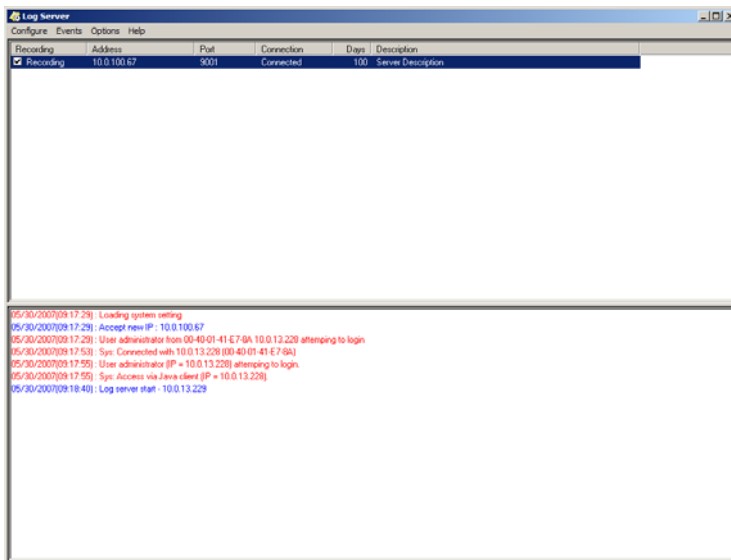 Log Server
Configure Events Options Help
Recording Address Port Connection Days Description
Recording 10.0.100.67 9001 Connected 100 Server Description
05/30/2007(09:17:29) : Loading system setting
05/30/2007(09:17:29) : Accept new IP : 10.0.100.67
05/30/2007(09:17:29) : User administrator from 00-40-01-41-E7-8A 10.0.13.228 attemping to login
05/30/2007(09:17:53) : Sys: Connected with 10.0.13.228 (00-40-01-41-E7-8A)
05/30/2007(09:17:55) : User administrator (IP = 10.0.13.228) attemping to login.
05/30/2007(09:17:55) : Sys: Access via Java client (IP = 10.0.13.228).
05/30/2007(09:18:40) : Log server start - 10.0.13.229